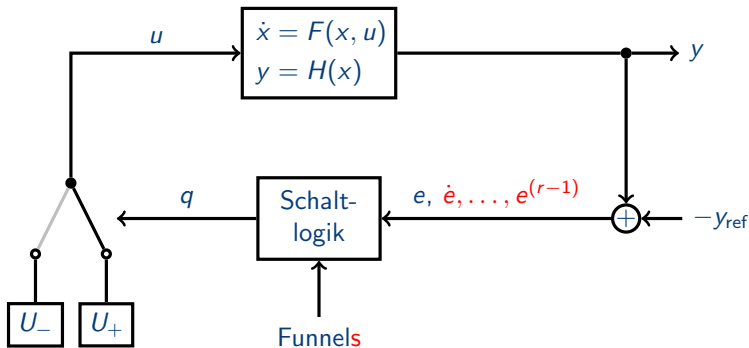 u
ẋ = F(x, u)
y = H(x)
y
q
Schalt-
logik
e, ė, . . . , e^(r−1)
+
−y_ref
U_−
U_+
Funnels